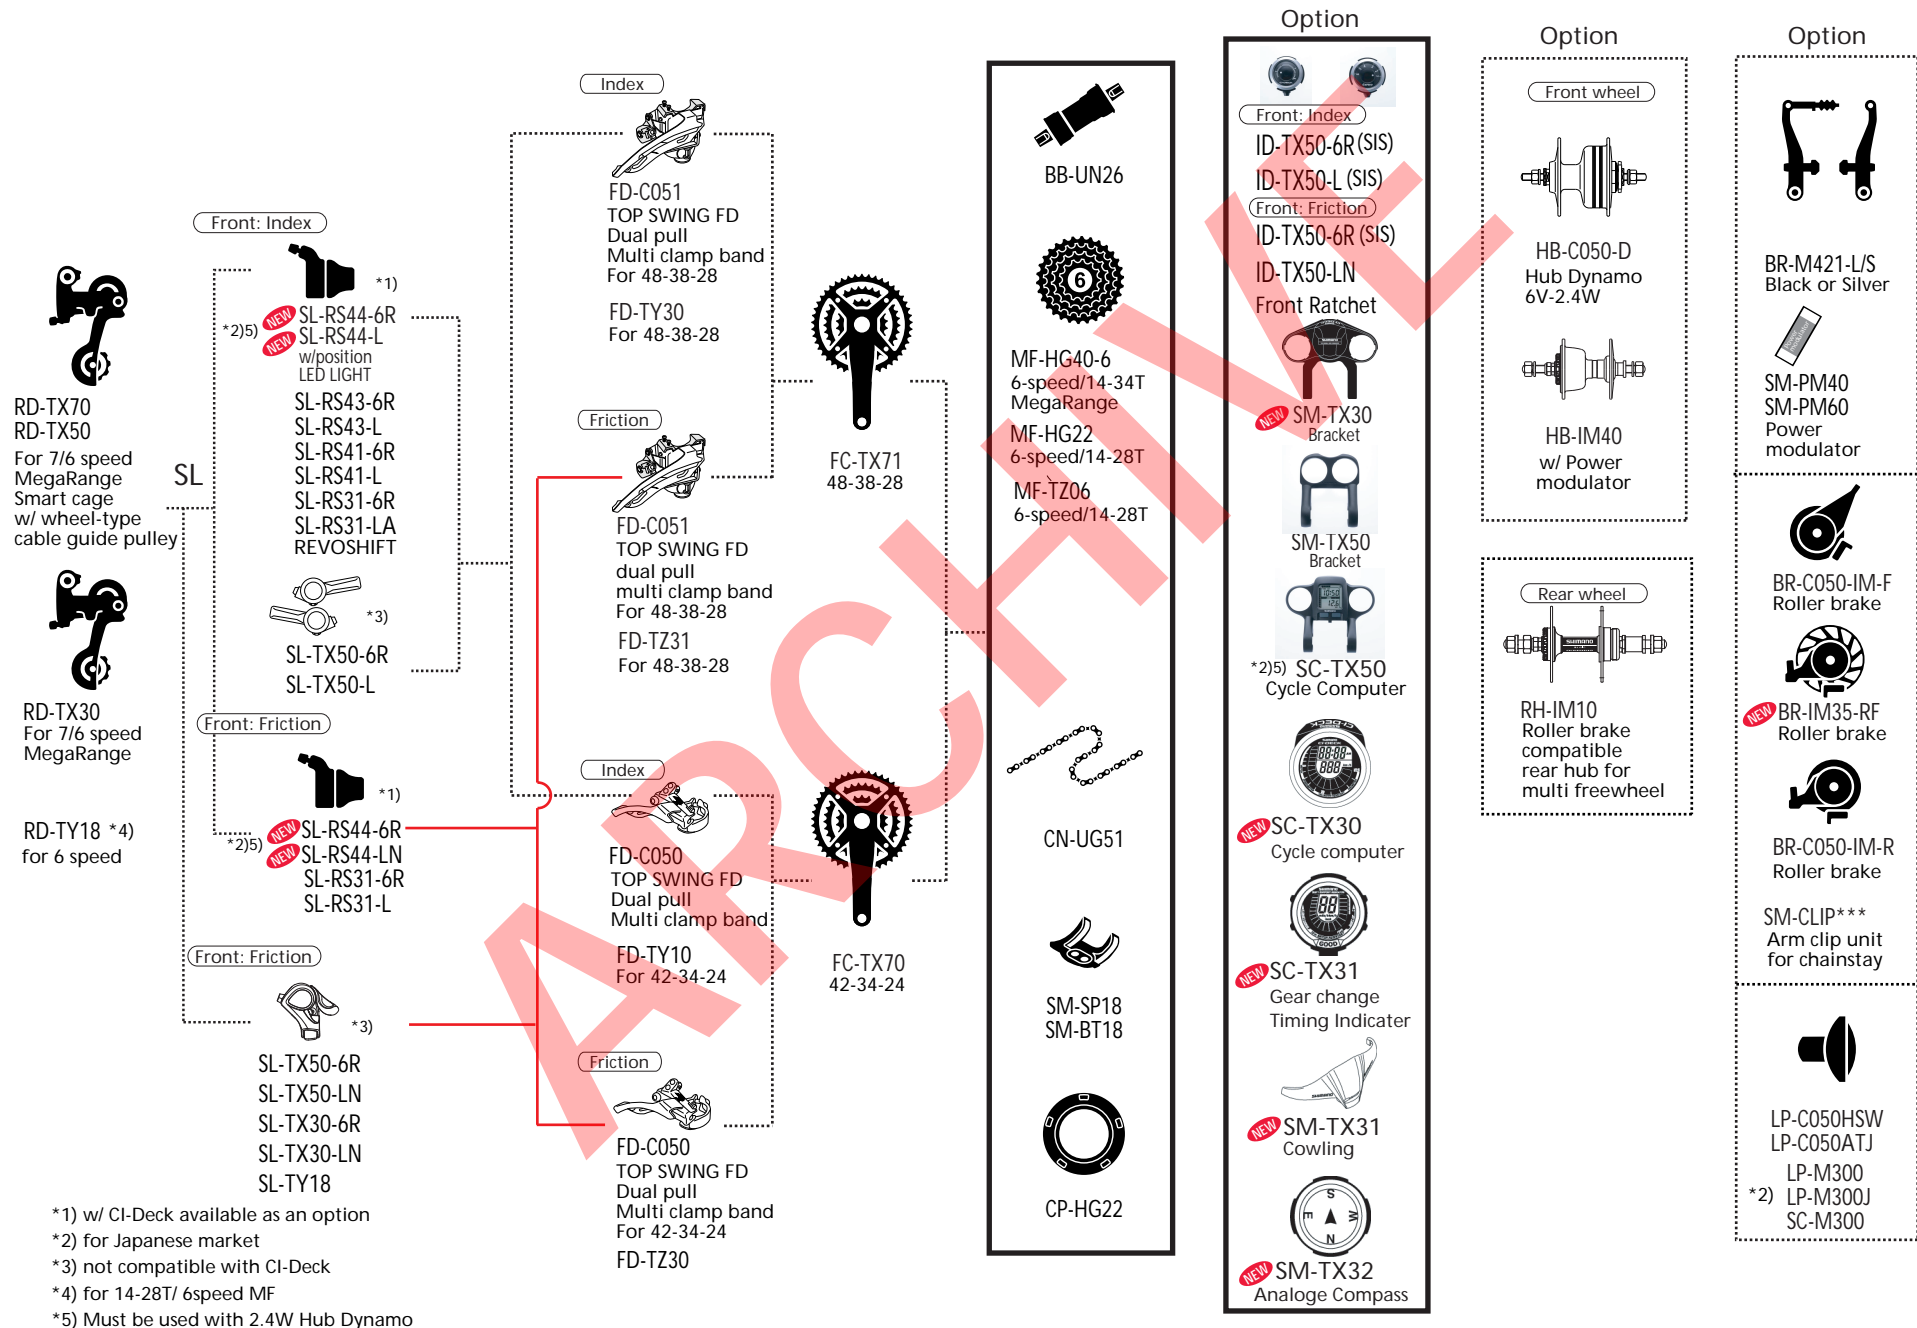 RD-TX70
RD-TX50
For 7/6 speed
MegaRange
Smart cage
w/ wheel-type
cable guide pulley
RD-TX30
For 7/6 speed
MegaRange
RD-TY18 *4)
for 6 speed
SL
Front: Index
*1)
*2)5)
NEW SL-RS44-6R
NEW SL-RS44-L
w/position
LED LIGHT
SL-RS43-6R
SL-RS43-L
SL-RS41-6R
SL-RS41-L
SL-RS31-6R
SL-RS31-LA
REVOSHIFT
*3)
SL-TX50-6R
SL-TX50-L
Front: Friction
*1)
*2)5)
NEW SL-RS44-6R
NEW SL-RS44-LN
SL-RS31-6R
SL-RS31-L
Front: Friction
*3)
SL-TX50-6R
SL-TX50-LN
SL-TX30-6R
SL-TX30-LN
SL-TY18
*1) w/ CI-Deck available as an option
*2) for Japanese market
*3) not compatible with CI-Deck
*4) for 14-28T/ 6speed MF
*5) Must be used with 2.4W Hub Dynamo
Index
FD-C051
TOP SWING FD
Dual pull
Multi clamp band
For 48-38-28
FD-TY30
For 48-38-28
Friction
FD-C051
TOP SWING FD
dual pull
multi clamp band
For 48-38-28
FD-TZ31
For 48-38-28
Index
FD-C050
TOP SWING FD
Dual pull
Multi clamp band
FD-TY10
For 42-34-24
Friction
FD-C050
TOP SWING FD
Dual pull
Multi clamp band
For 42-34-24
FD-TZ30
FC-TX71
48-38-28
FC-TX70
42-34-24
BB-UN26
6
MF-HG40-6
6-speed/14-34T
MegaRange
MF-HG22
6-speed/14-28T
MF-TZ06
6-speed/14-28T
CN-UG51
SM-SP18
SM-BT18
CP-HG22
Option
Front: Index
ID-TX50-6R (SIS)
ID-TX50-L (SIS)
Front: Friction
ID-TX50-6R (SIS)
ID-TX50-LN
Front Ratchet
NEW SM-TX30
Bracket
SM-TX50
Bracket
*2)5) SC-TX50
Cycle Computer
NEW SC-TX30
Cycle computer
88
GOOD
NEW SC-TX31
Gear change
Timing Indicater
NEW SM-TX31
Cowling
S
E
W
N
NEW SM-TX32
Analoge Compass
Option
Front wheel
HB-C050-D
Hub Dynamo
6V-2.4W
HB-IM40
w/ Power
modulator
Rear wheel
SHIMANO
RH-IM10
Roller brake
compatible
rear hub for
multi freewheel
Option
BR-M421-L/S
Black or Silver
SM-PM40
SM-PM60
Power
modulator
BR-C050-IM-F
Roller brake
NEW BR-IM35-RF
Roller brake
BR-C050-IM-R
Roller brake
SM-CLIP***
Arm clip unit
for chainstay
LP-C050HSW
LP-C050ATJ
LP-M300
*2) LP-M300J
SC-M300
ARCHIVE